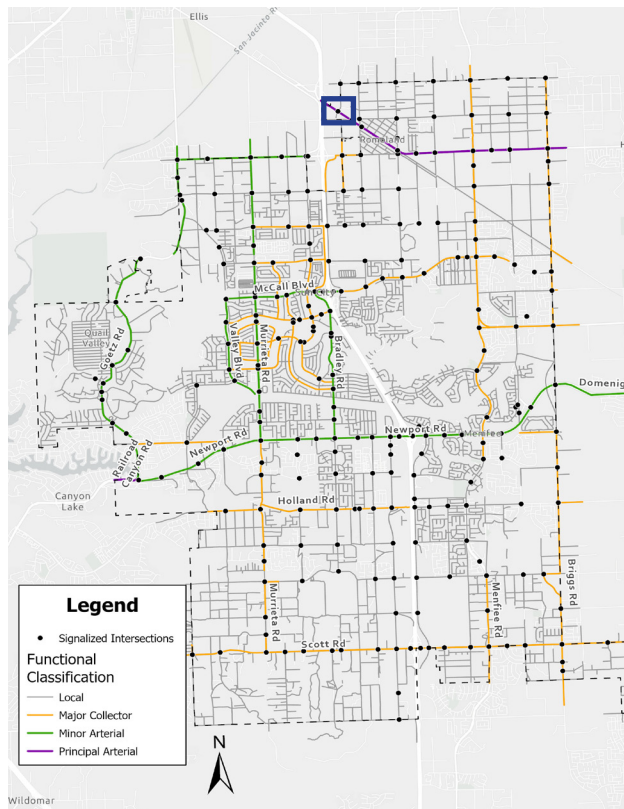 Ellis
San Jacinto Ri
Romoland
H
McCall Blvd
Sun City
Quail
Valley
Goetz Rd
Valley Blvd
Murrieta Rd
Bradley Rd
Domenig
Newport Rd
Newport Rd
Menifee
Railroad
Canyon Rd
Canyon
Lake
Holland Rd
Murrieta Rd
Menfiee Rd
Briggs Rd
Scott Rd
Legend
Signalized Intersections
Functional
Classification
Local
Major Collector
Minor Arterial
Principal Arterial
N
Wildomar